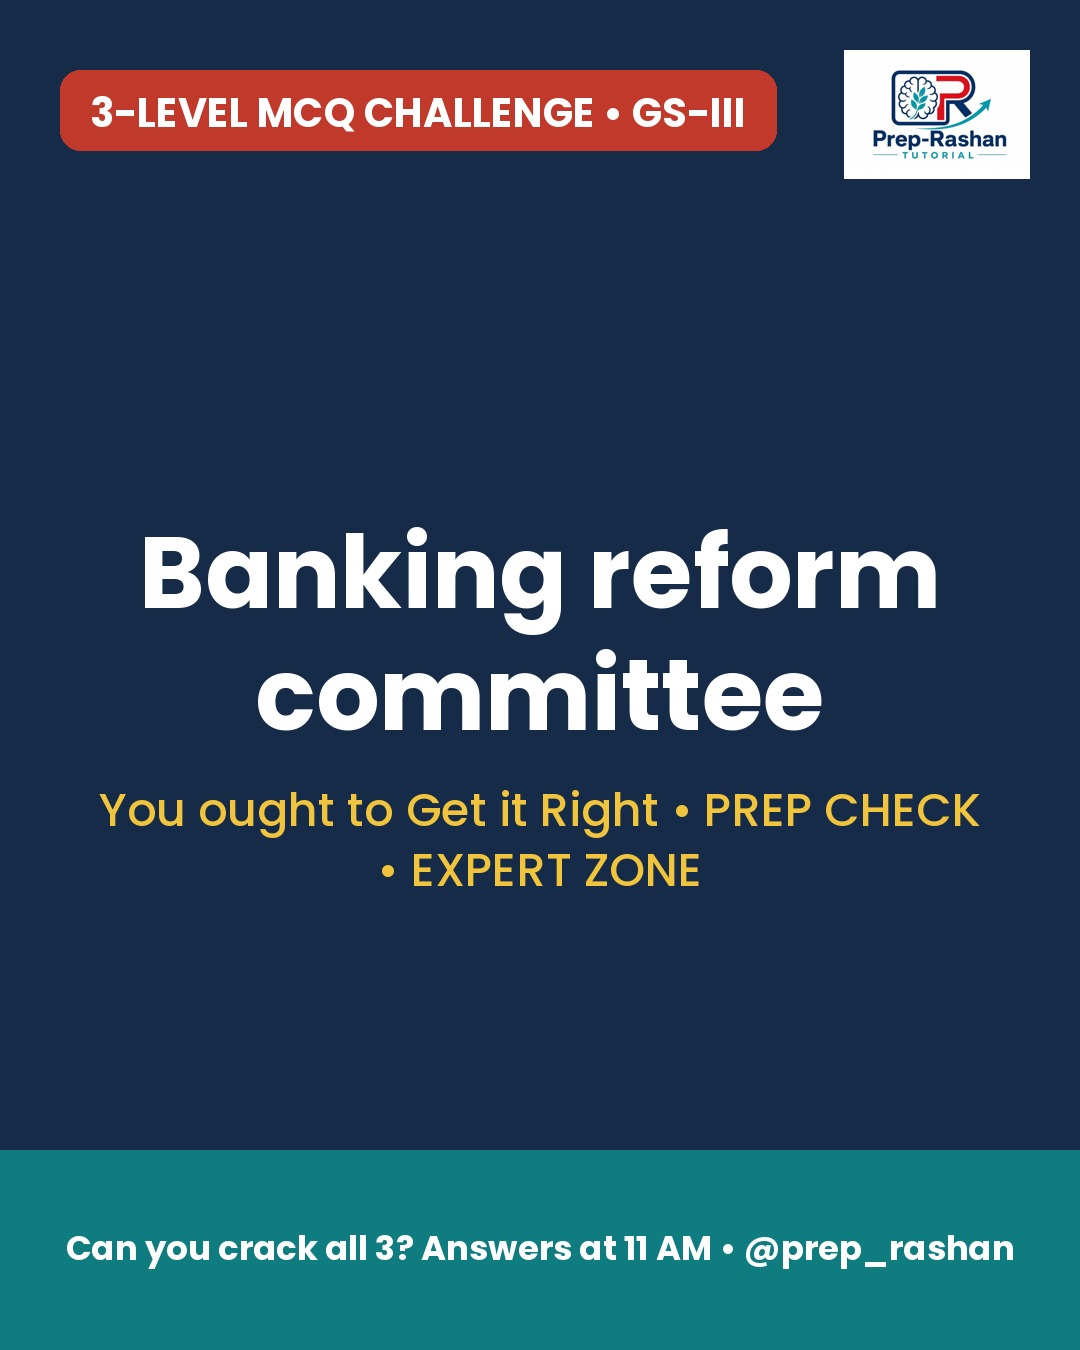 3-LEVEL MCQ CHALLENGE • GS-III
Prep-Rashan
TUTORIAL
Banking reform
committee
You ought to Get it Right • PREP CHECK
• EXPERT ZONE
Can you crack all 3? Answers at 11 AM • @prep_rashan